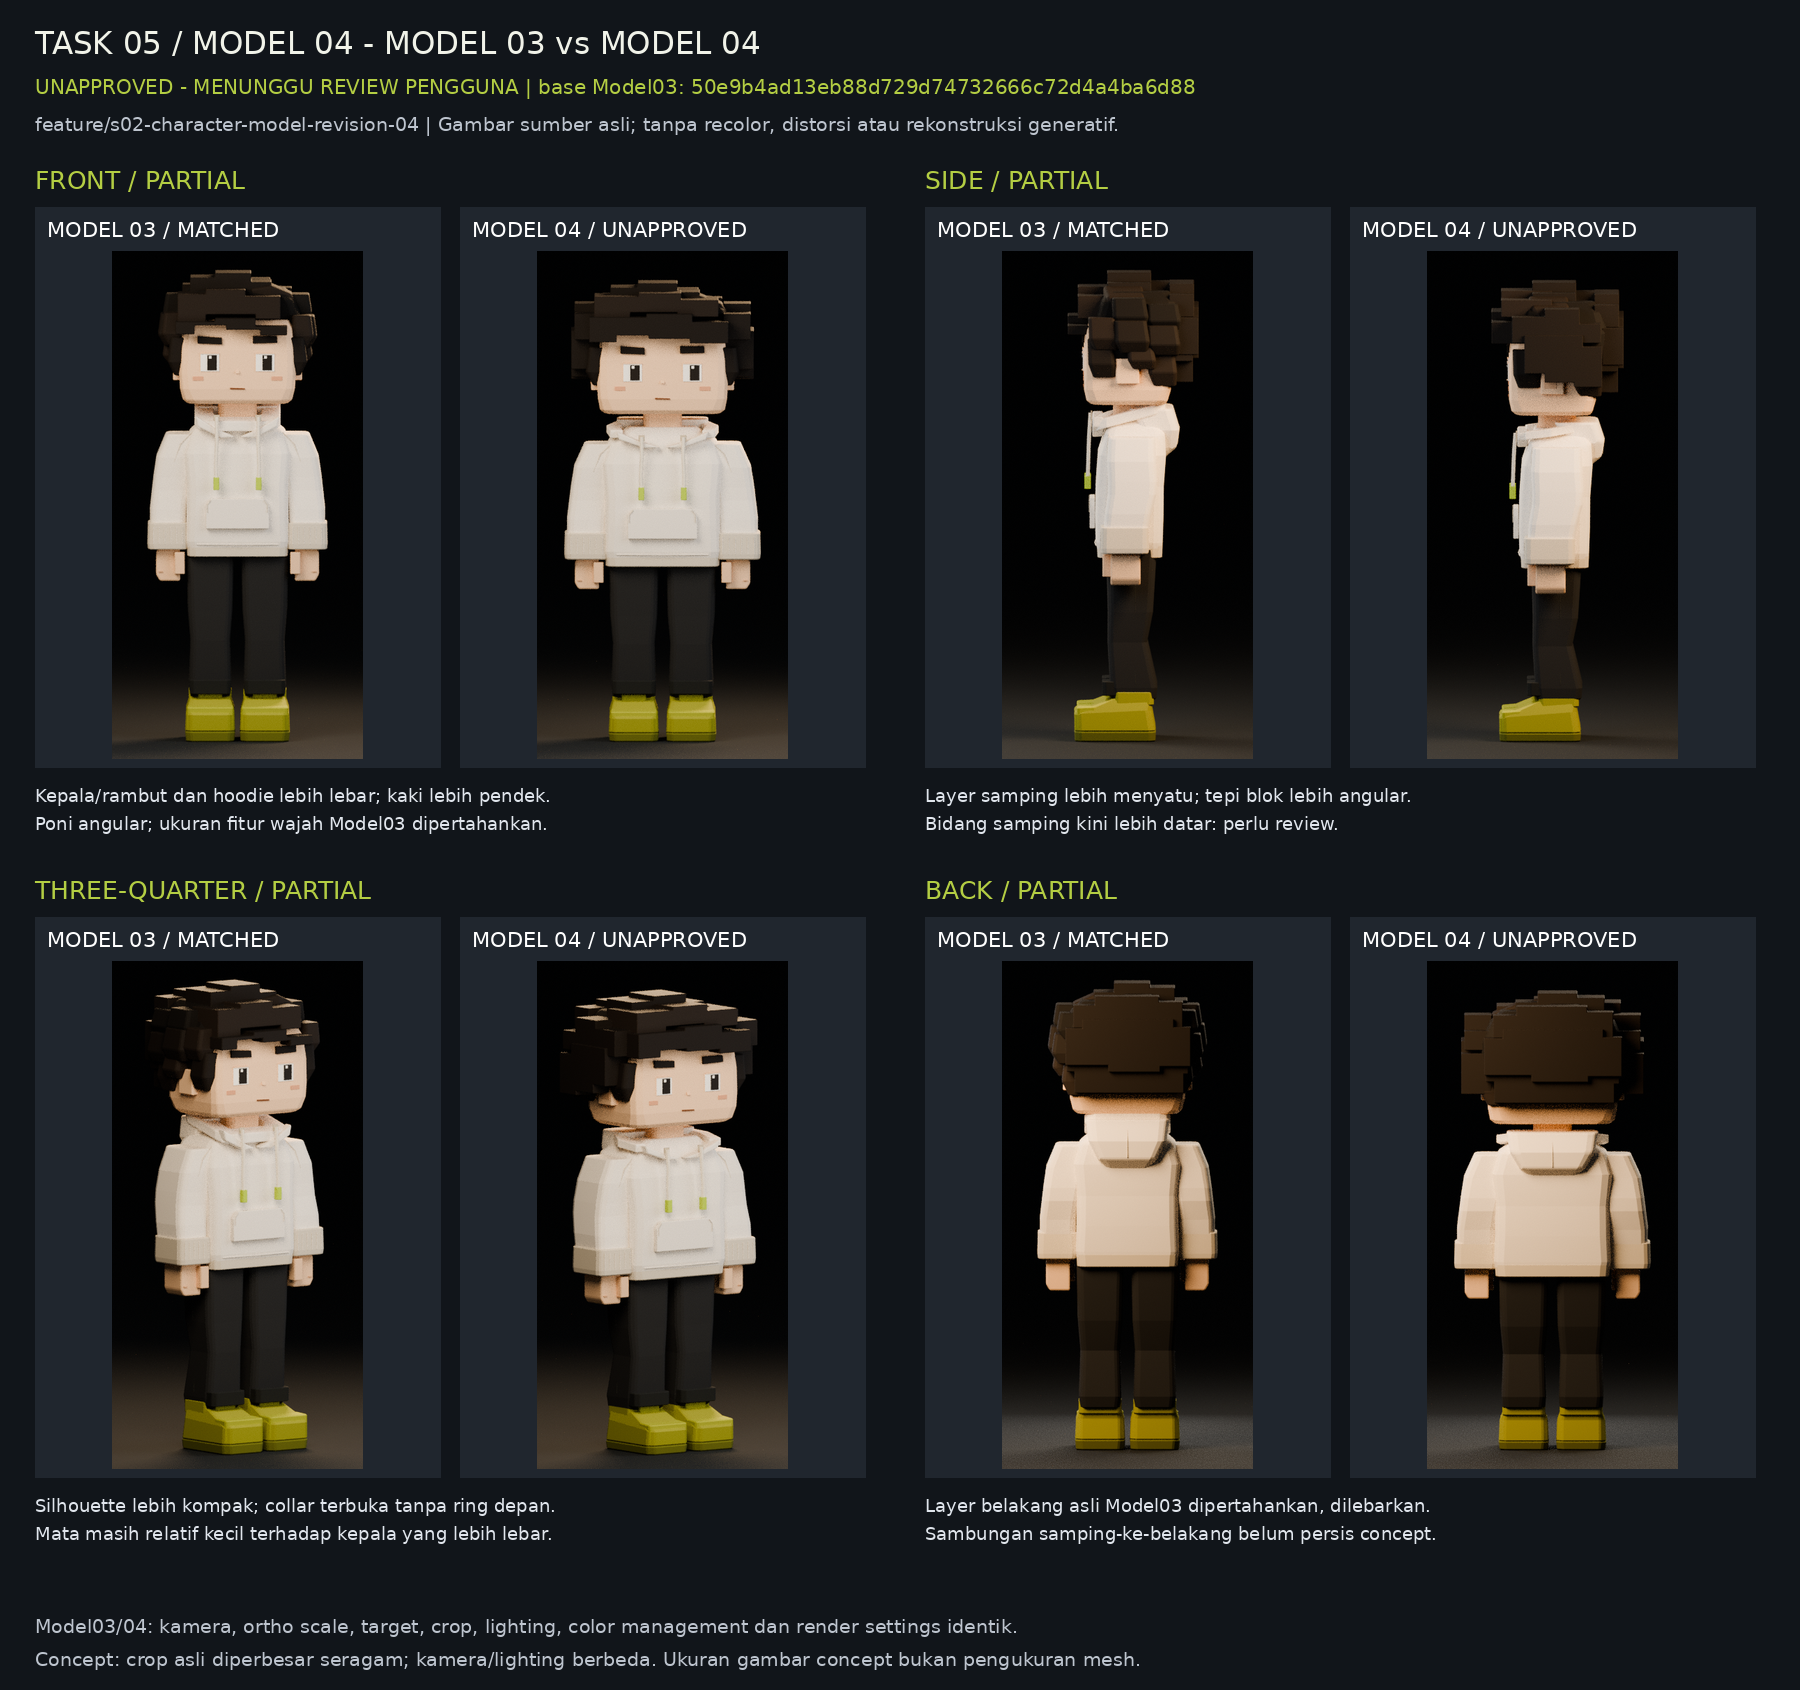 TASK 05 / MODEL 04 - MODEL 03 vs MODEL 04
UNAPPROVED - MENUNGGU REVIEW PENGGUNA | base Model03: 50e9b4ad13eb88d729d74732666c72d4a4ba6d88
feature/s02-character-model-revision-04 | Gambar sumber asli; tanpa recolor, distorsi atau rekonstruksi generatif.
FRONT / PARTIAL
MODEL 03 / MATCHED
MODEL 04 / UNAPPROVED
Kepala/rambut dan hoodie lebih lebar; kaki lebih pendek.
Poni angular; ukuran fitur wajah Model03 dipertahankan.
SIDE / PARTIAL
MODEL 03 / MATCHED
MODEL 04 / UNAPPROVED
Layer samping lebih menyatu; tepi blok lebih angular.
Bidang samping kini lebih datar: perlu review.
THREE-QUARTER / PARTIAL
MODEL 03 / MATCHED
MODEL 04 / UNAPPROVED
Silhouette lebih kompak; collar terbuka tanpa ring depan.
Mata masih relatif kecil terhadap kepala yang lebih lebar.
BACK / PARTIAL
MODEL 03 / MATCHED
MODEL 04 / UNAPPROVED
Layer belakang asli Model03 dipertahankan, dilebarkan.
Sambungan samping-ke-belakang belum persis concept.
Model03/04: kamera, ortho scale, target, crop, lighting, color management dan render settings identik.
Concept: crop asli diperbesar seragam; kamera/lighting berbeda. Ukuran gambar concept bukan pengukuran mesh.